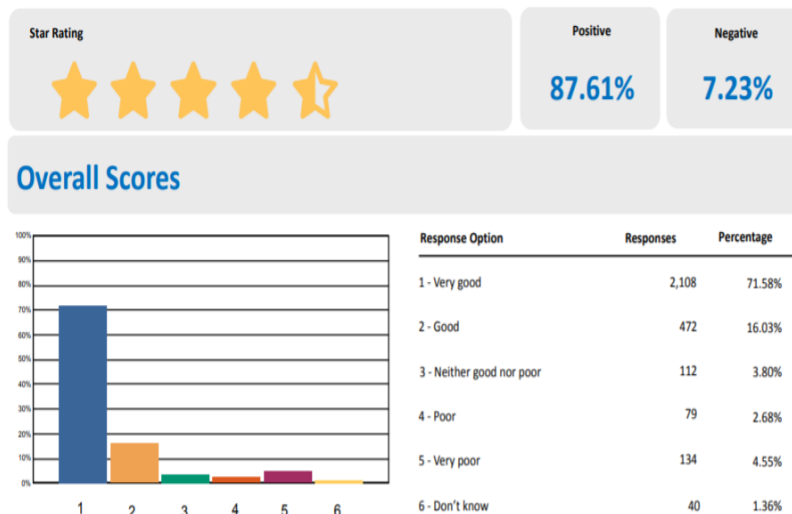 Star Rating
Positive
Negative
87.61%
7.23%
Overall Scores
100%
90%
80%
70%
60%
50%
40%
30%
20%
10%
0%
1 2 3 4 5 6
Response Option Responses Percentage
1 - Very good 2,108 71.58%
2 - Good 472 16.03%
3 - Neither good nor poor 112 3.80%
4 - Poor 79 2.68%
5 - Very poor 134 4.55%
6 - Don't know 40 1.36%